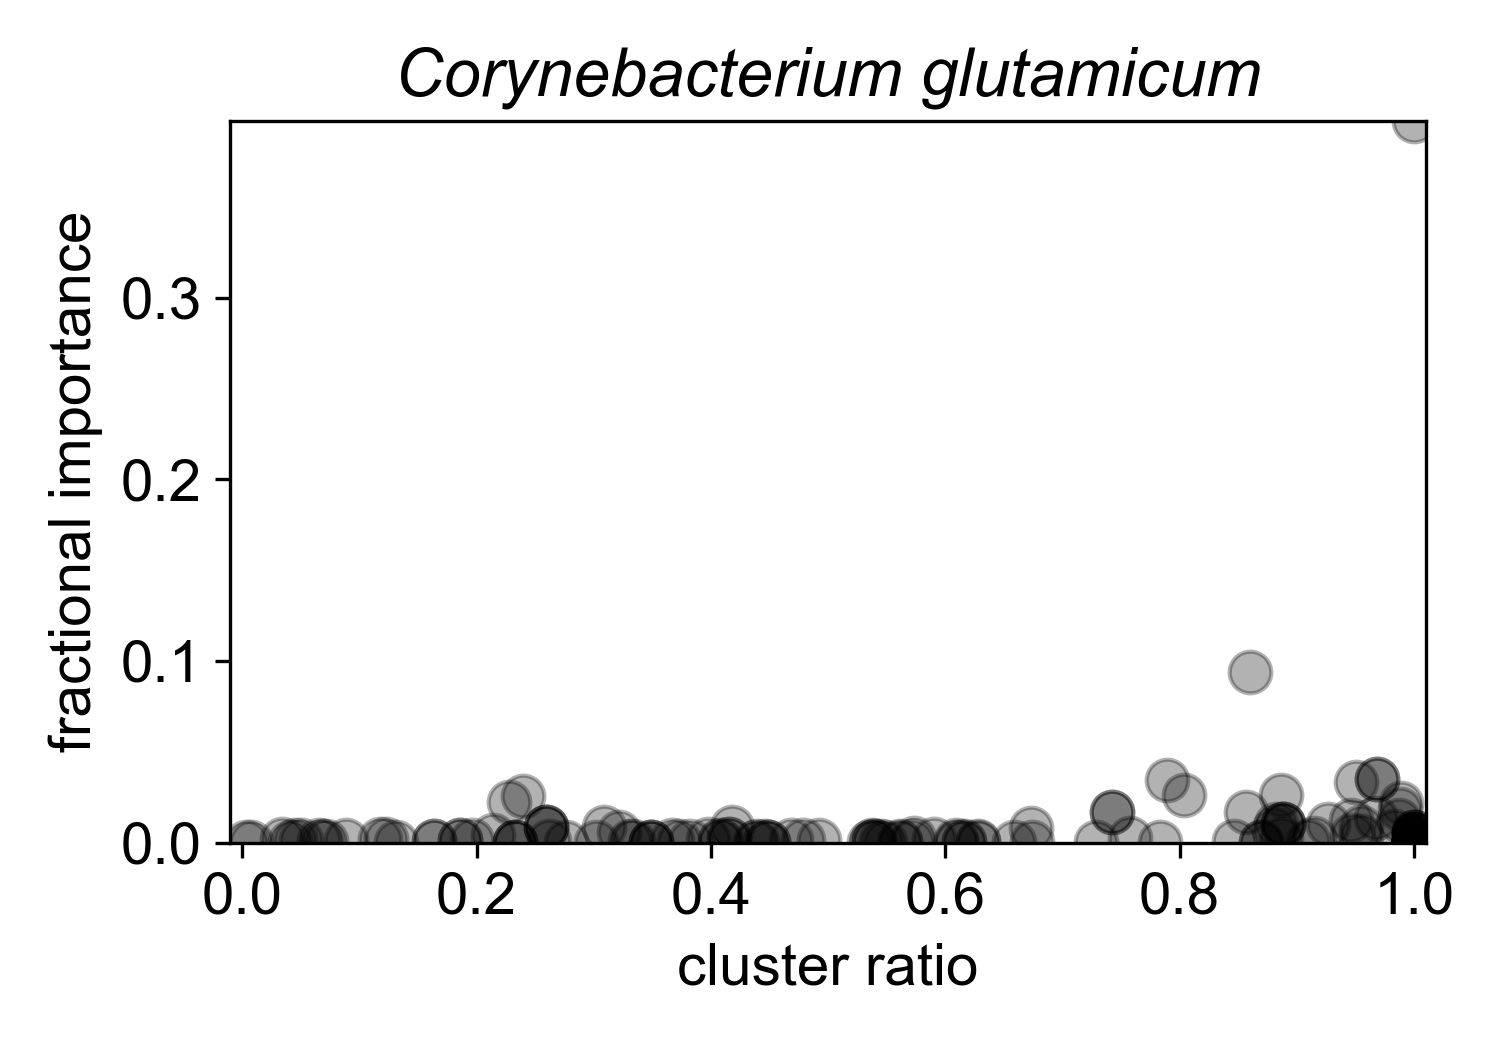 Corynebacterium glutamicum
fractional importance
0.3
0.2
0.1
0.0
0.0 0.2 0.4 0.6 0.8 1.0
cluster ratio